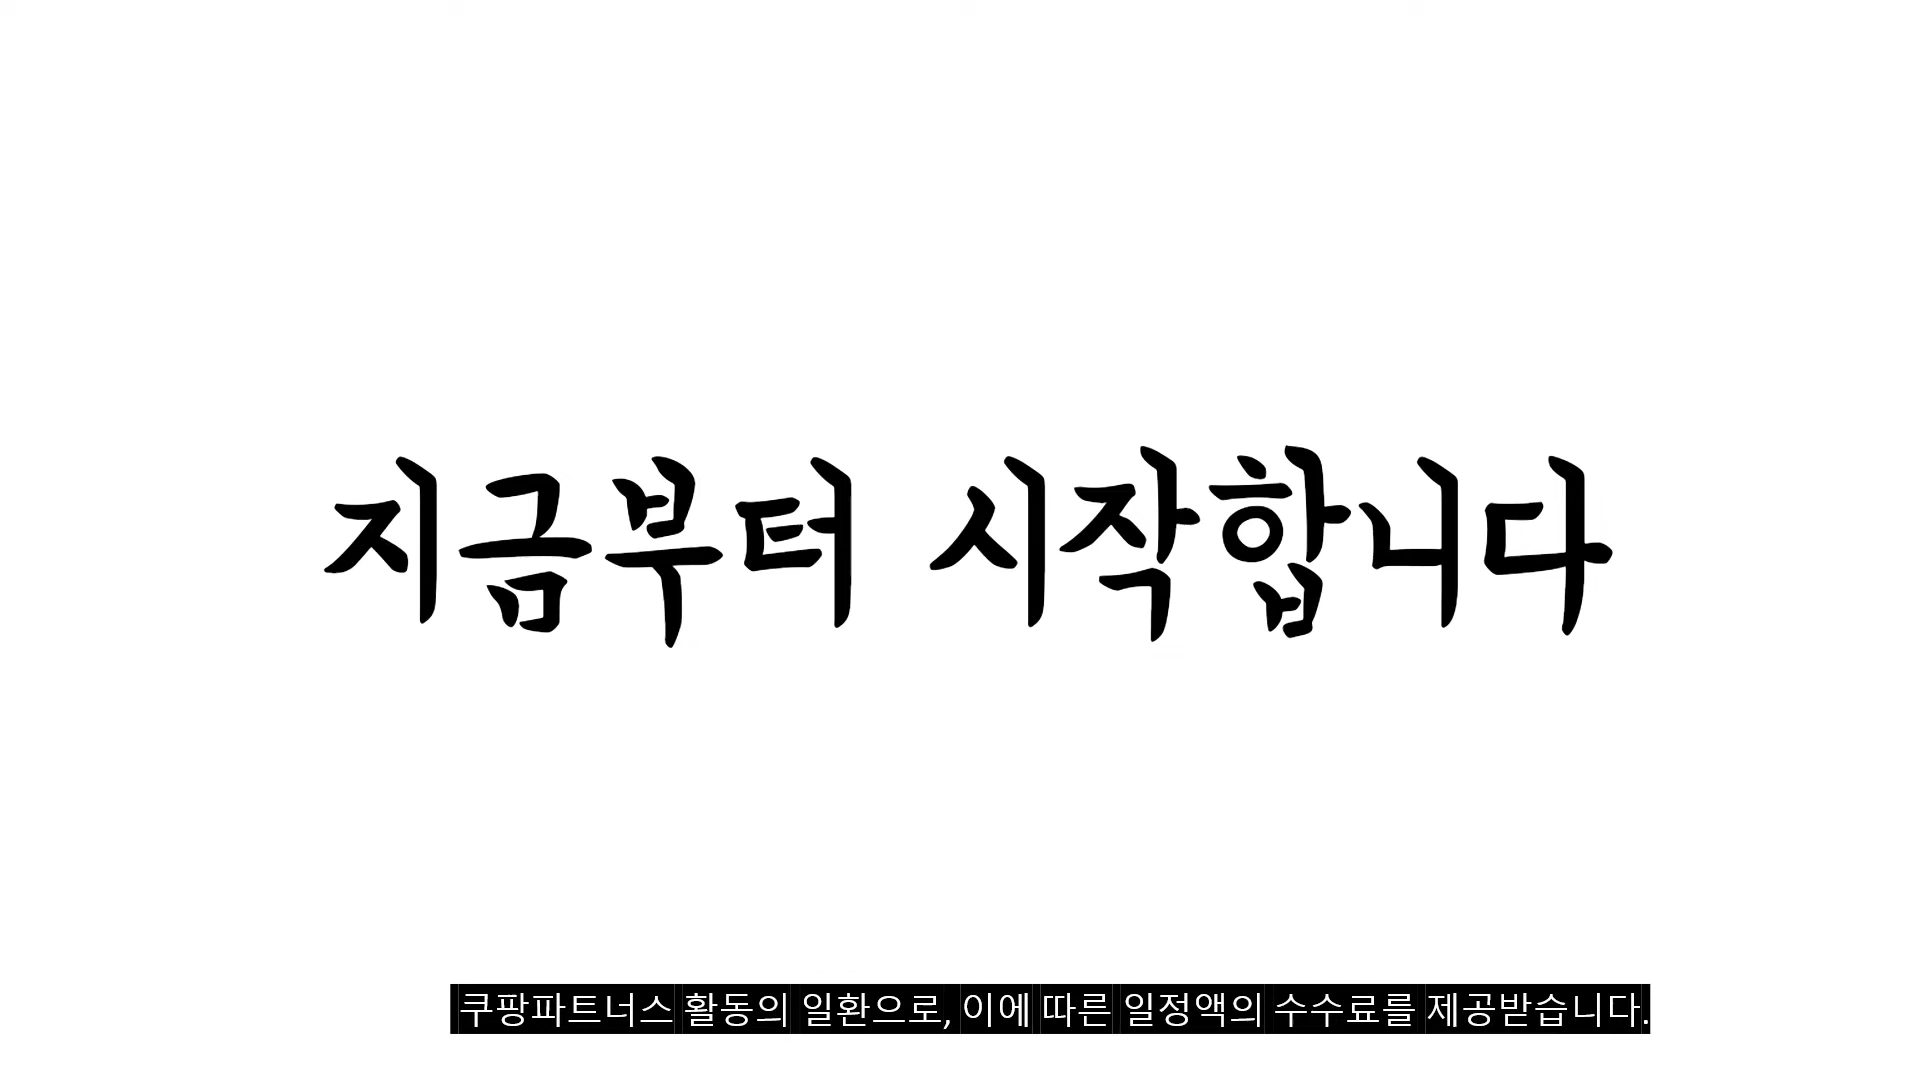 지금부터 시작합니다
쿠팡파트너스 활동의 일환으로, 이에 따른 일정액의 수수료를 제공받습니다.